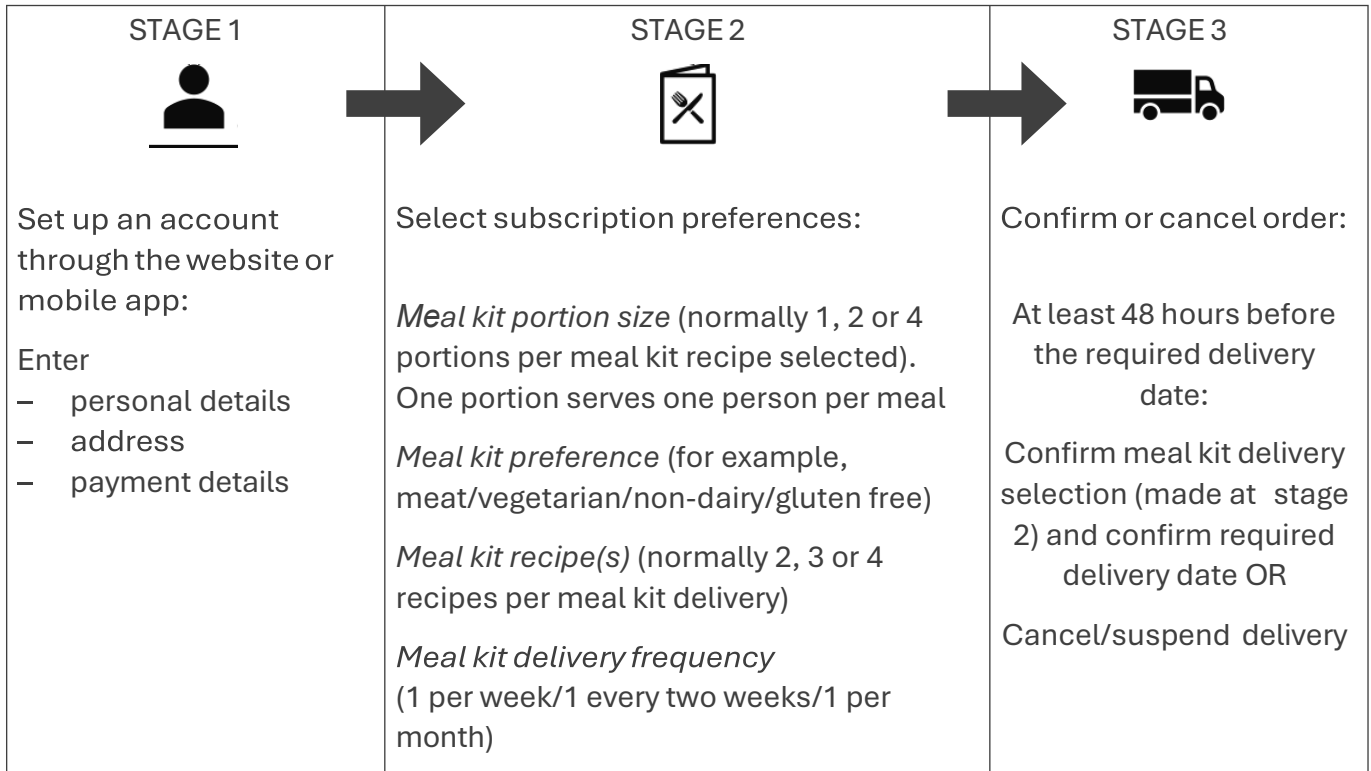 STAGE 1
Set up an account
through the website or
mobile app:
Enter
– personal details
– address
– payment details
STAGE 2
Select subscription preferences:
Meal kit portion size (normally 1, 2 or 4
portions per meal kit recipe selected).
One portion serves one person per meal
Meal kit preference (for example,
meat/vegetarian/non-dairy/gluten free)
Meal kit recipe(s) (normally 2, 3 or 4
recipes per meal kit delivery)
Meal kit delivery frequency
(1 per week/1 every two weeks/1 per
month)
STAGE 3
Confirm or cancel order:
At least 48 hours before
the required delivery
date:
Confirm meal kit delivery
selection (made at stage
2) and confirm required
delivery date OR
Cancel/suspend delivery